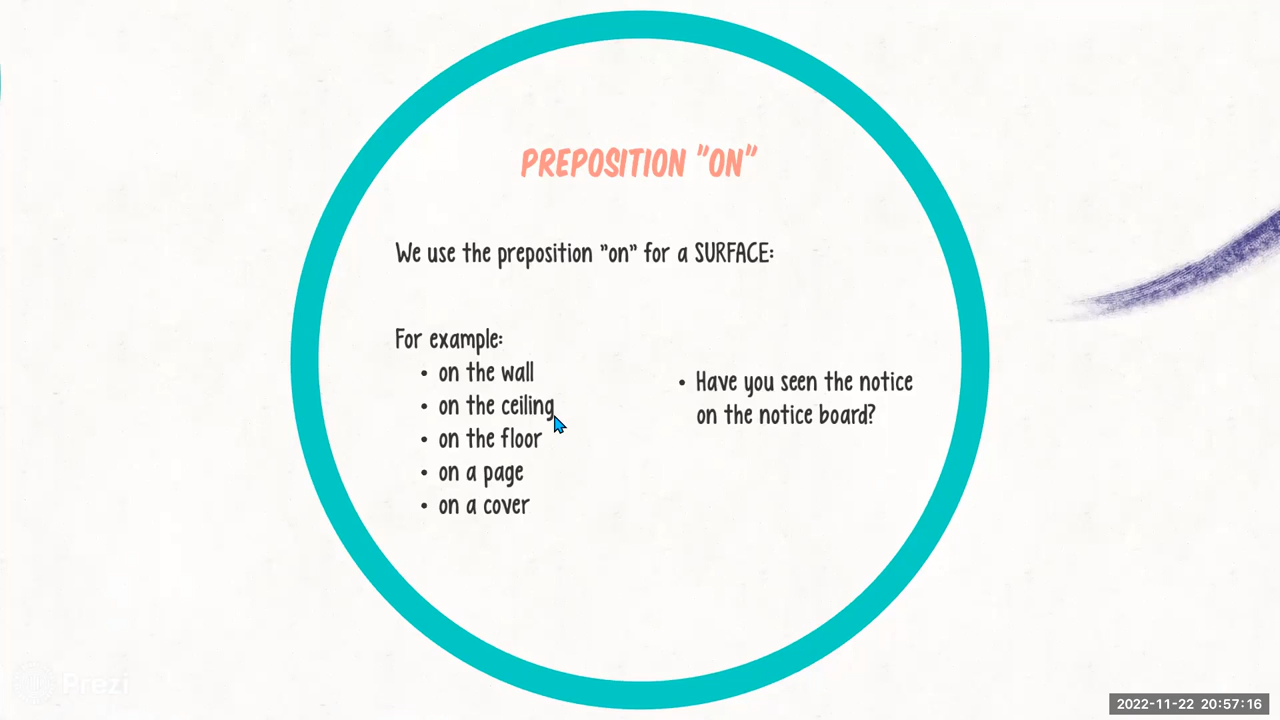 PREPOSITION "ON"
We use the preposition "on" for a SURFACE:
For example:
• on the wall
• on the ceiling
• on the floor
• on a page
• on a cover
• Have you seen the notice
on the notice board?
Prezi
2022-11-22 20:57:16